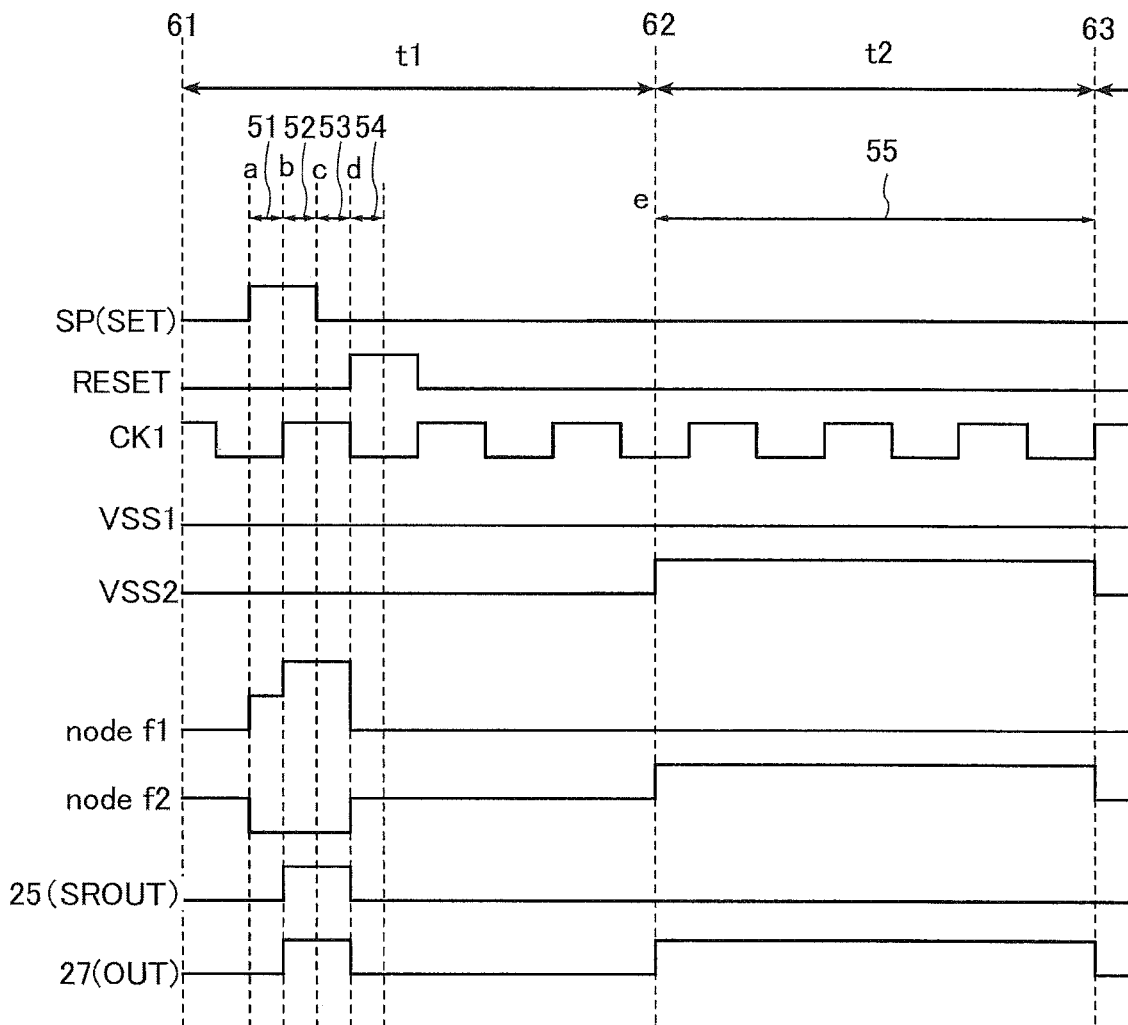 61 62 63
t1 t2
51 52 53 54
55
a b c d
e
SP(SET)
RESET
CK1
VSS1
VSS2
node f1
node f2
25(SROUT)
27(OUT)